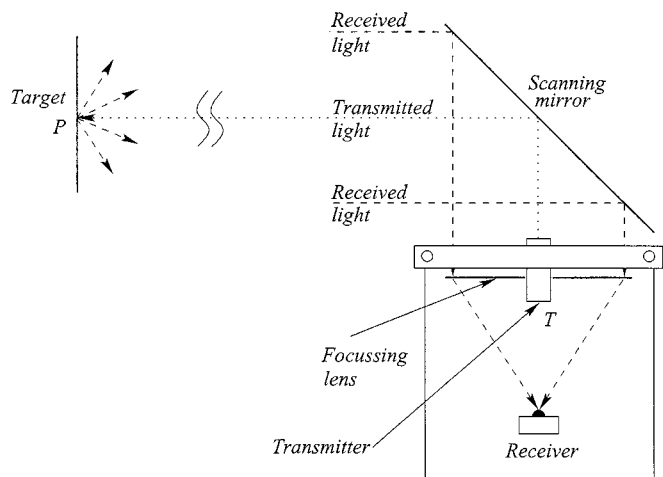 Received
light
Target
P
Transmitted
light
Scanning
mirror
Received
light
T
Focussing
lens
Transmitter
Receiver